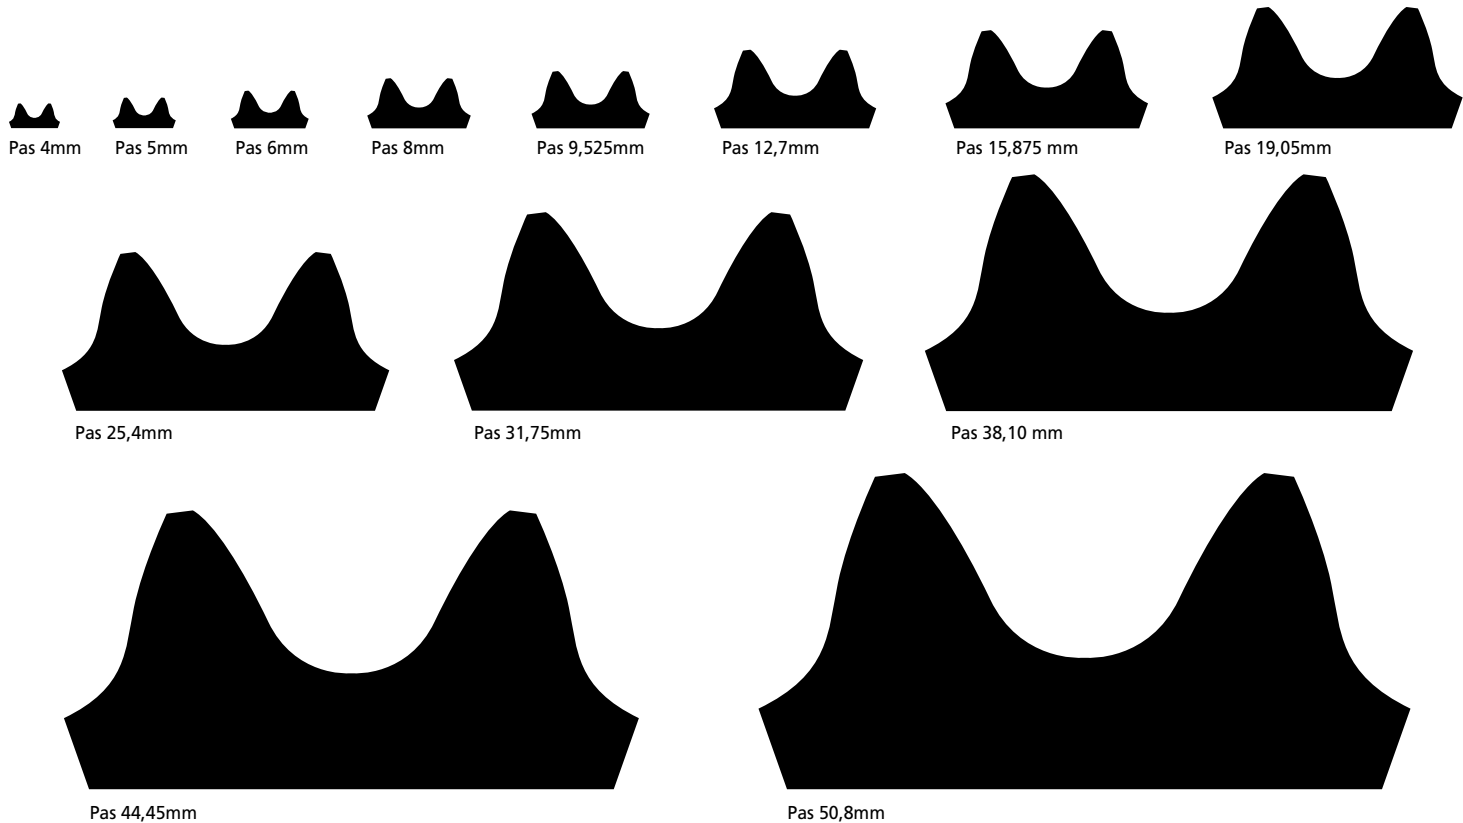 Pas 4mm
Pas 5mm
Pas 6mm
Pas 8mm
Pas 9,525mm
Pas 12,7mm
Pas 15,875 mm
Pas 19,05mm
Pas 25,4mm
Pas 31,75mm
Pas 38,10 mm
Pas 44,45mm
Pas 50,8mm